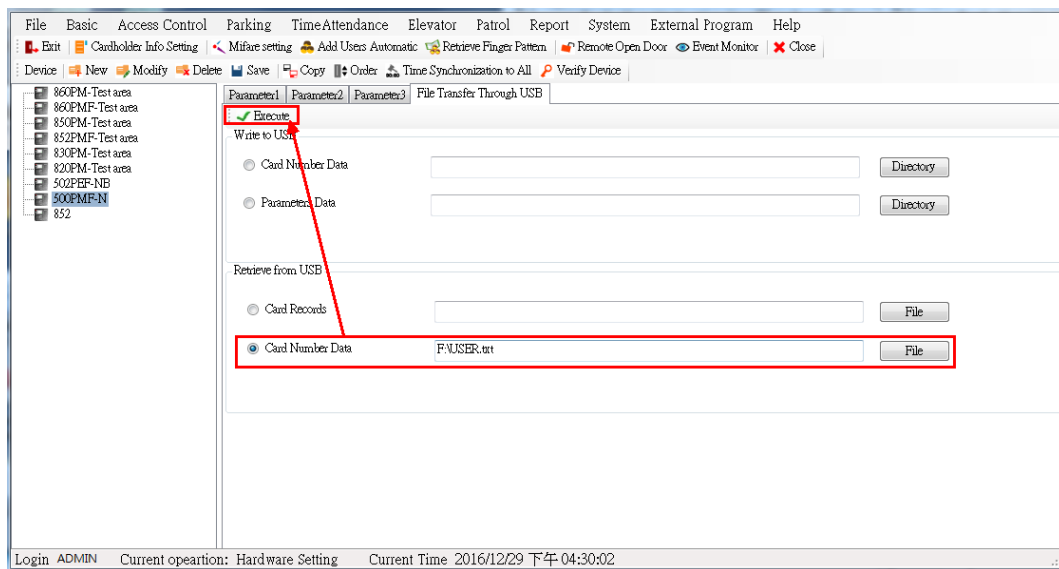 File Basic Access Control Parking TimeAttendance Elevator Patrol Report System External Program Help
Exit Cardholder Info Setting Mifare setting Add Users Automatic Retrieve Finger Pattern Remote Open Door Event Monitor Close
Device New Modify Delete Save Copy Order Time Synchronization to All Verify Device
860PM-Test area
860PMF-Test area
850PM-Test area
852PMF-Test area
830PM-Test area
820PM-Test area
502PEF-NB
500PMF-N
852
Parameter1 Parameter2 Parameter3 File Transfer Through USB
Execute
Write to USB
Card Number Data Directory
Parameters Data Directory
Retrieve from USB
Card Records File
Card Number Data F:\USER.txt File
Login ADMIN Current opeartion: Hardware Setting Current Time 2016/12/29 下午 04:30:02